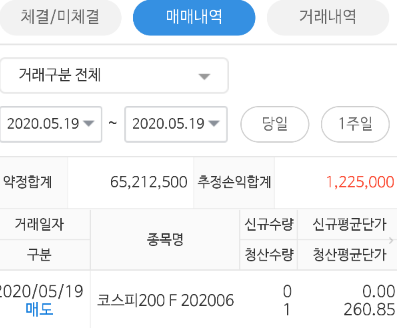 체결/미체결 매매내역 거래내역
거래구분 전체
2020.05.19 ~ 2020.05.19 당일 1주일
약정합계 65,212,500 추정손익합계 1,225,000
거래일자 종목명 신규수량 신규평균단가
구분 청산수량 청산평균단가
2020/05/19 코스피200 F 202006 0 0.00
매도 1 260.85